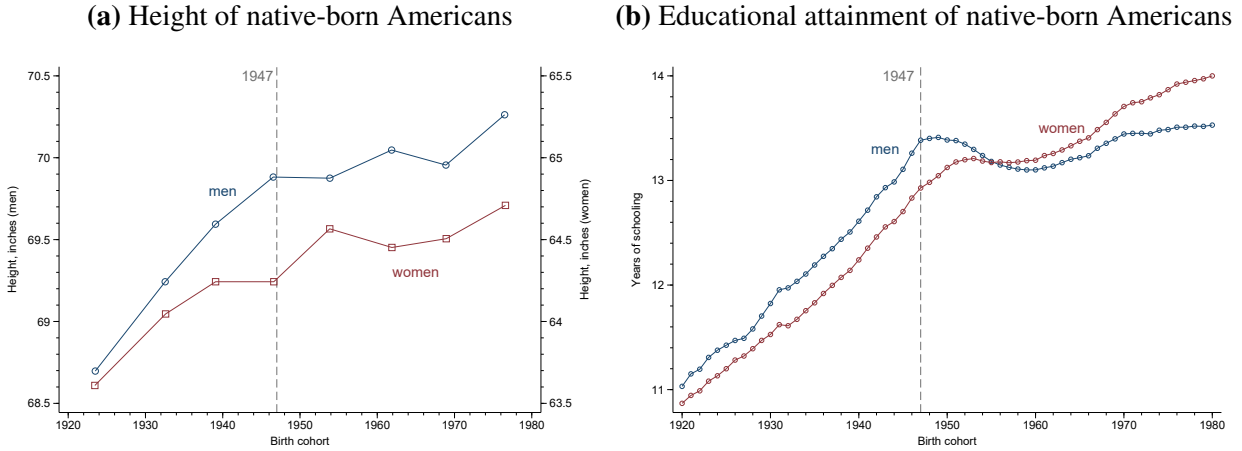 (a) Height of native-born Americans
70.5
70
69.5
69
68.5
Height, inches (men)
1947
men
women
65.5
65
64.5
64
63.5
Height, inches (women)
1920 1930 1940 1950 1960 1970 1980
Birth cohort
(b) Educational attainment of native-born Americans
14
13
12
11
Years of schooling
1947
women
men
1920 1930 1940 1950 1960 1970 1980
Birth cohort